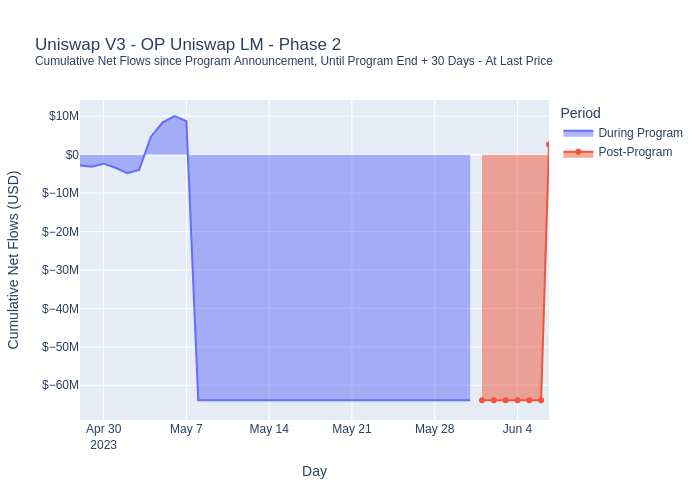 Uniswap V3 - OP Uniswap LM - Phase 2
Cumulative Net Flows since Program Announcement, Until Program End + 30 Days - At Last Price
Period
During Program
Post-Program
Cumulative Net Flows (USD)
$10M
$0
$−10M
$−20M
$−30M
$−40M
$−50M
$−60M
Apr 30
2023
May 7
May 14
May 21
May 28
Jun 4
Day